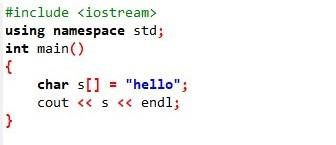 #include <iostream>
using namespace std;
int main()
{
    char s[] = "hello";
    cout << s << endl;
}